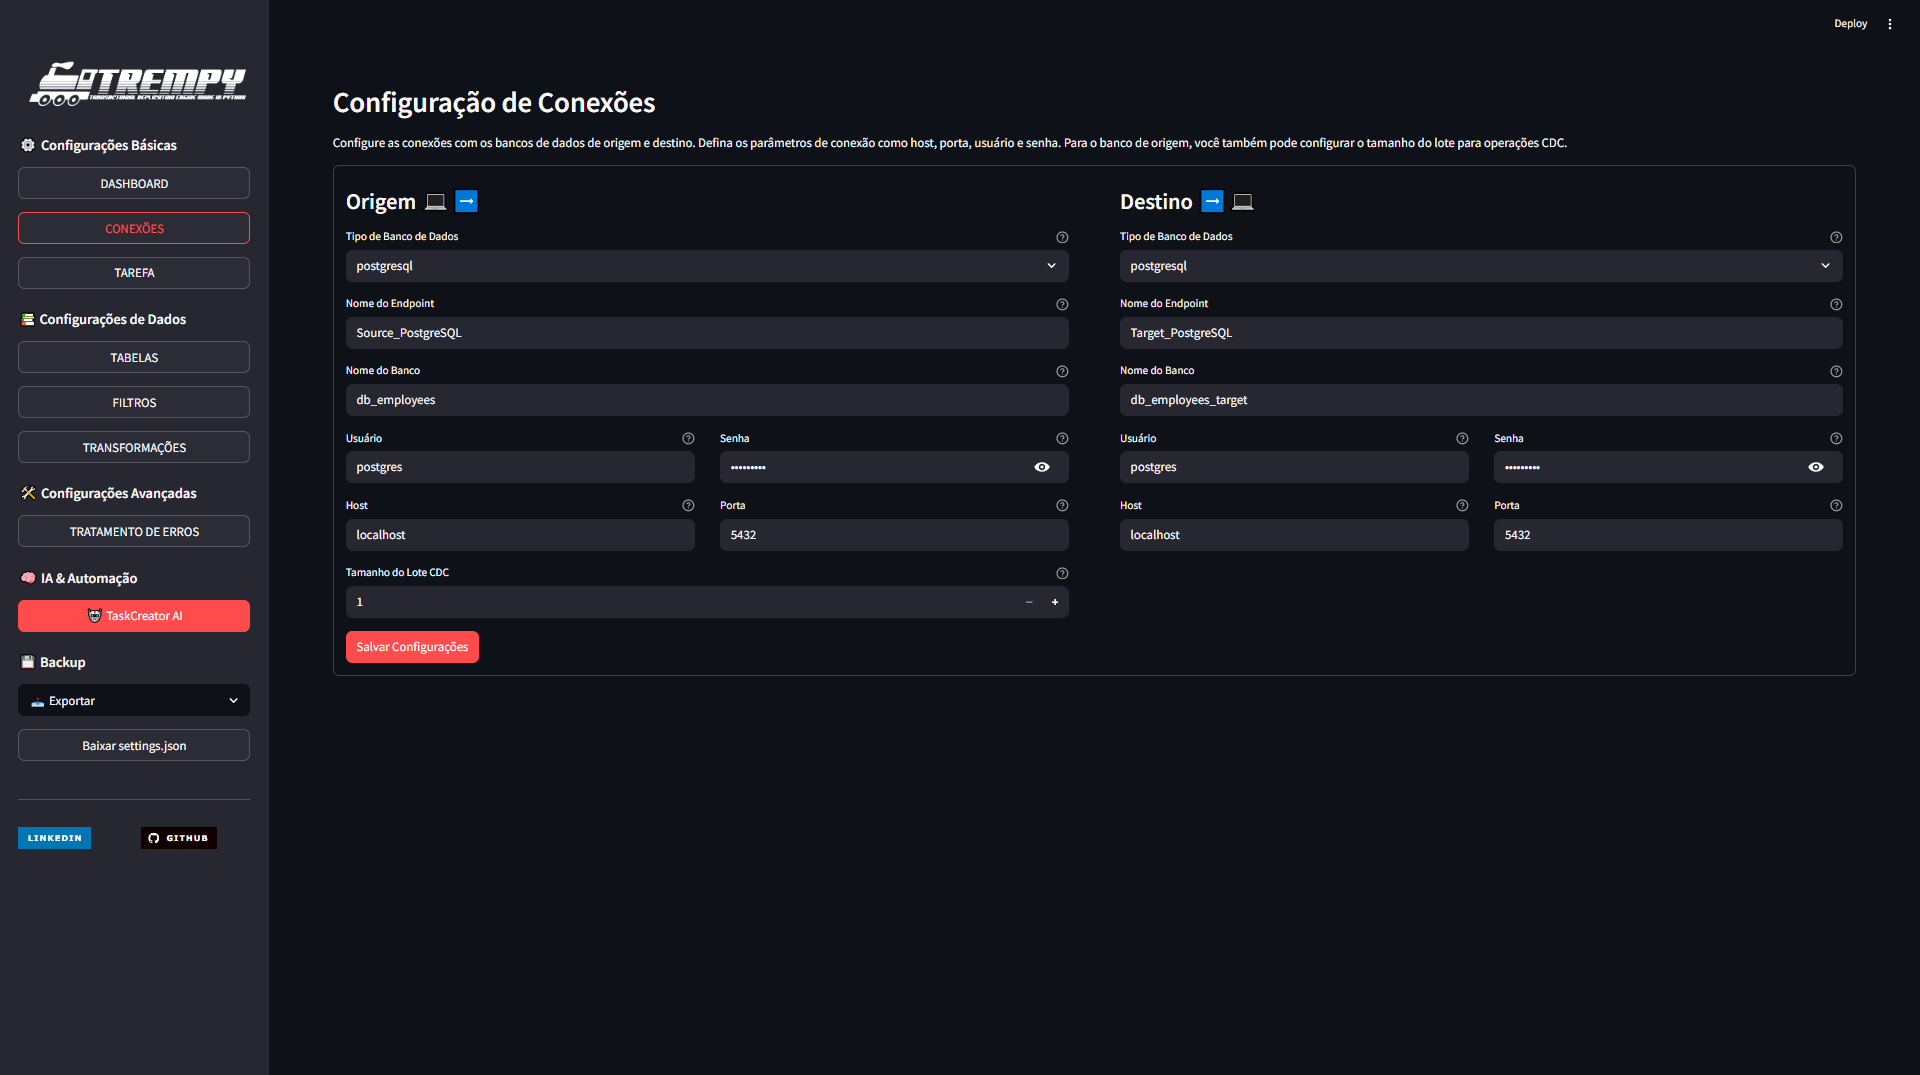 Deploy
TREMPY
TRANSACTIONAL REPLICATION ENGINE MADE IN PYTHON
Configurações Básicas
DASHBOARD
CONEXÕES
TAREFA
Configurações de Dados
TABELAS
FILTROS
TRANSFORMAÇÕES
Configurações Avançadas
TRATAMENTO DE ERROS
IA & Automação
TaskCreator AI
Backup
Exportar
Baixar settings.json
LINKEDIN
GITHUB
Configuração de Conexões
Configure as conexões com os bancos de dados de origem e destino. Defina os parâmetros de conexão como host, porta, usuário e senha. Para o banco de origem, você também pode configurar o tamanho do lote para operações CDC.
Origem
Tipo de Banco de Dados
postgresql
Nome do Endpoint
Source_PostgreSQL
Nome do Banco
db_employees
Usuário
postgres
Senha
•••••••••
Host
localhost
Porta
5432
Tamanho do Lote CDC
1
Salvar Configurações
Destino
Tipo de Banco de Dados
postgresql
Nome do Endpoint
Target_PostgreSQL
Nome do Banco
db_employees_target
Usuário
postgres
Senha
•••••••••
Host
localhost
Porta
5432